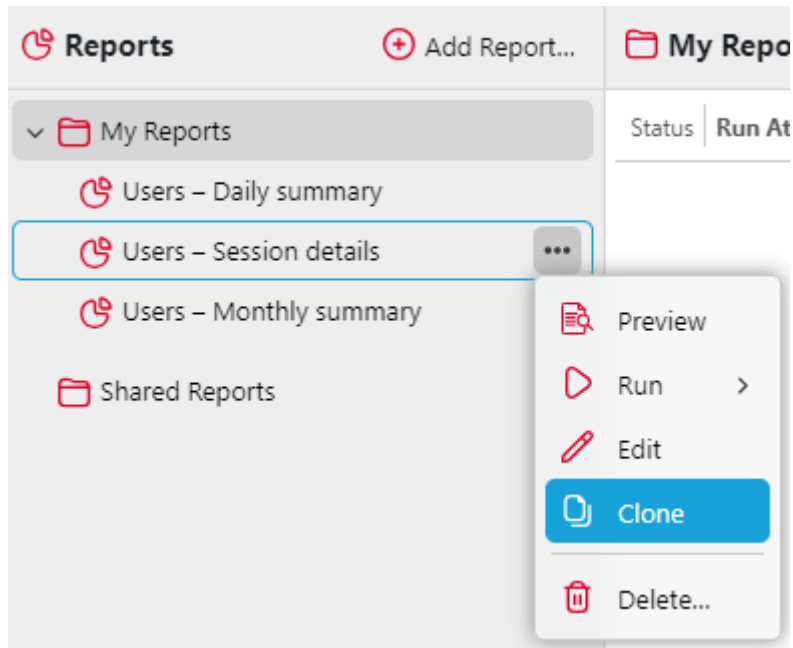 Reports
Add Report...
My Repo
My Reports
Status
Run At
Users – Daily summary
Users – Session details
Users – Monthly summary
Shared Reports
Preview
Run
Edit
Clone
Delete...